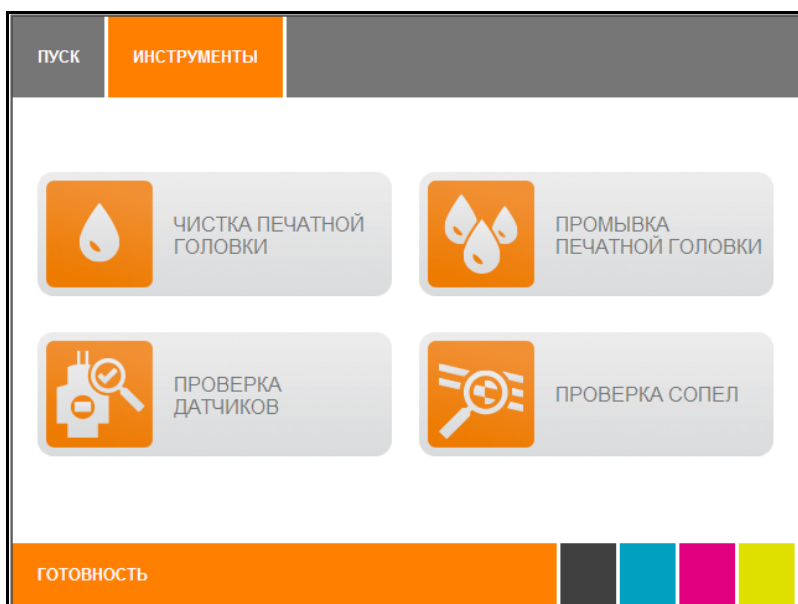 ПУСК
ИНСТРУМЕНТЫ
ЧИСТКА ПЕЧАТНОЙ
ГОЛОВКИ
ПРОМЫВКА
ПЕЧАТНОЙ ГОЛОВКИ
ПРОВЕРКА
ДАТЧИКОВ
ПРОВЕРКА СОПЕЛ
ГОТОВНОСТЬ